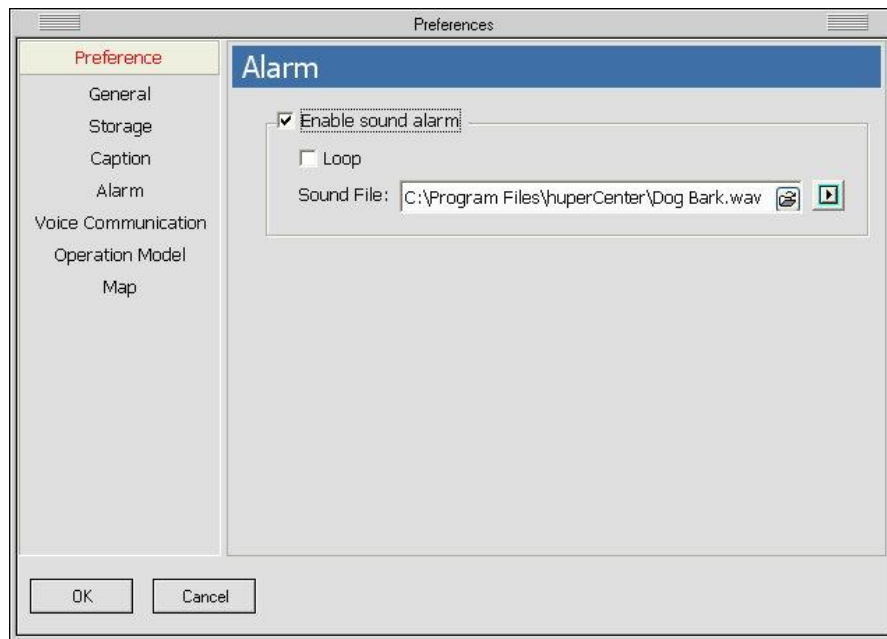 Preferences
Preference
General
Storage
Caption
Alarm
Voice Communication
Operation Model
Map
Alarm
Enable sound alarm
Loop
Sound File: C:\Program Files\huperCenter\Dog Bark.wav
OK Cancel